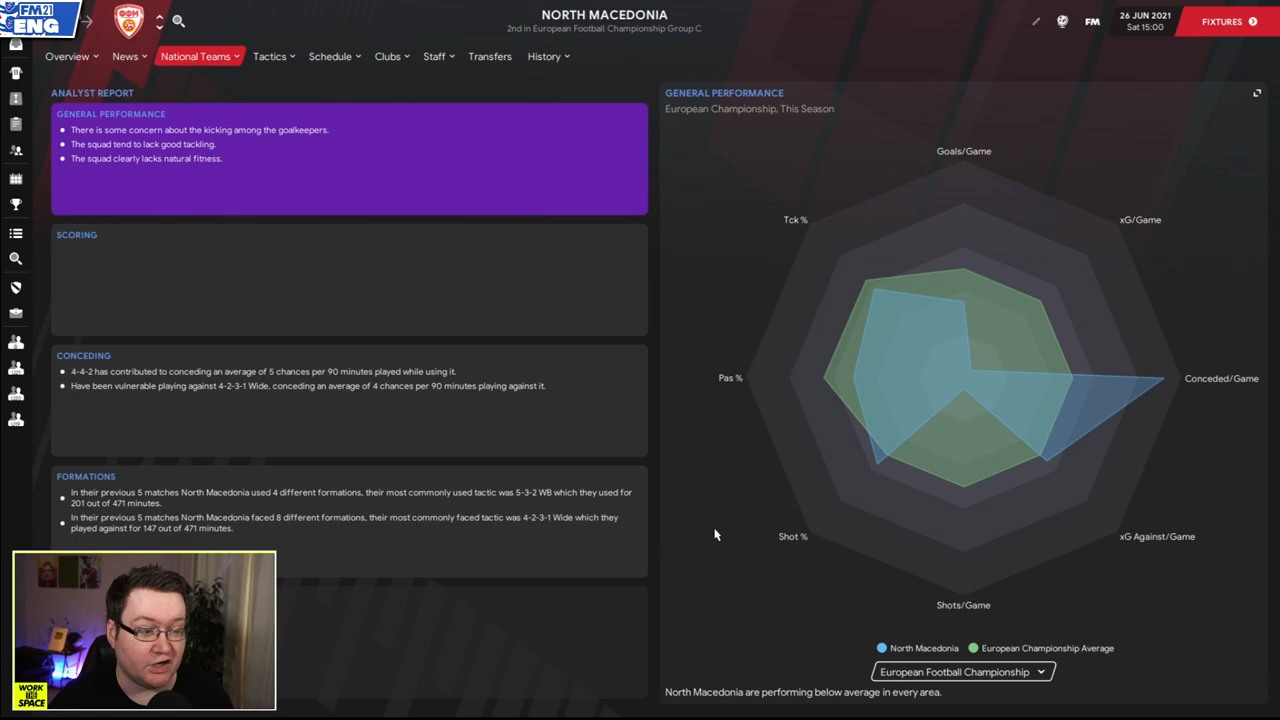 FM21
ENG
NORTH MACEDONIA
2nd in European Football Championship Group C
FM
26 JUN 2021
Sat 15:00
FIXTURES
Overview
News
National Teams
Tactics
Schedule
Clubs
Staff
Transfers
History
ANALYST REPORT
GENERAL PERFORMANCE
There is some concern about the kicking among the goalkeepers.
The squad tend to lack good tackling.
The squad clearly lacks natural fitness.
SCORING
CONCEDING
4-4-2 has contributed to conceding an average of 5 chances per 90 minutes played while using it.
Have been vulnerable playing against 4-2-3-1 Wide, conceding an average of 4 chances per 90 minutes playing against it.
FORMATIONS
In their previous 5 matches North Macedonia used 4 different formations, their most commonly used tactic was 5-3-2 WB which they used for
201 out of 471 minutes.
In their previous 5 matches North Macedonia faced 8 different formations, their most commonly faced tactic was 4-2-3-1 Wide which they
played against for 147 out of 471 minutes.
WORK
THE
SPACE
GENERAL PERFORMANCE
European Championship, This Season
Goals/Game
Tck %
xG/Game
Pas %
Conceded/Game
Shot %
xG Against/Game
Shots/Game
North Macedonia
European Championship Average
European Football Championship
North Macedonia are performing below average in every area.